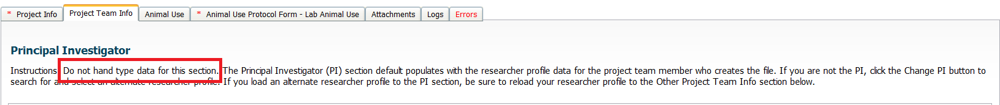 * Project Info Project Team Info Animal Use * Animal Use Protocol Form - Lab Animal Use Attachments Logs Errors
Principal Investigator
Instructions: Do not hand type data for this section. The Principal Investigator (PI) section default populates with the researcher profile data for the project team member who creates the file. If you are not the PI, click the Change PI button to
search for and select an alternate researcher profile. If you load an alternate researcher profile to the PI section, be sure to reload your researcher profile to the Other Project Team Info section below.